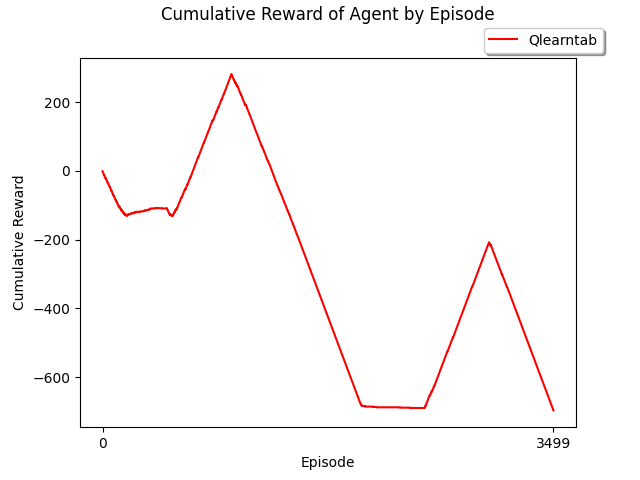 Cumulative Reward of Agent by Episode
Qlearntab
200
0
−200
−400
−600
Cumulative Reward
0 3499
Episode